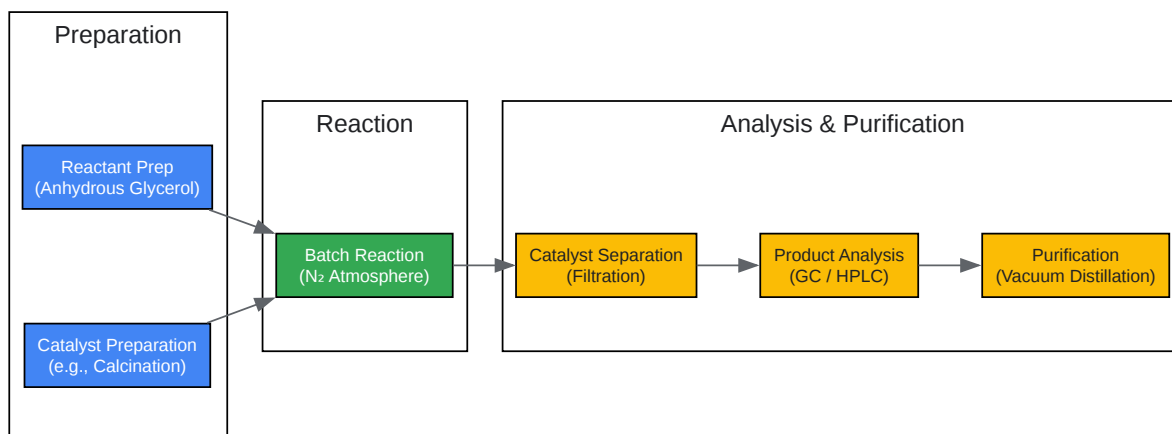 Preparation
Reactant Prep
(Anhydrous Glycerol)
Catalyst Preparation
(e.g., Calcination)
Reaction
Batch Reaction
(N₂ Atmosphere)
Analysis & Purification
Catalyst Separation
(Filtration)
Product Analysis
(GC / HPLC)
Purification
(Vacuum Distillation)